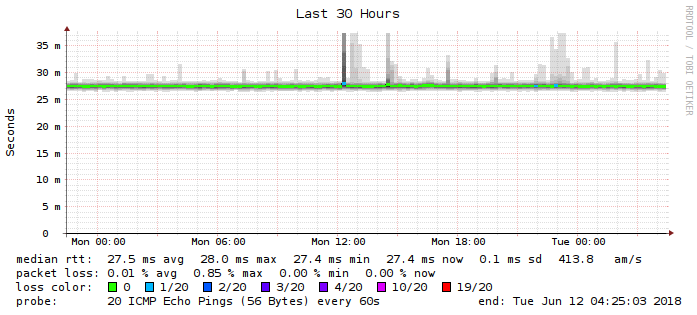 Last 30 Hours
RRDTOOL / TOBI OETIKER
Seconds
35 m
30 m
25 m
20 m
15 m
10 m
5 m
0
Mon 00:00 Mon 06:00 Mon 12:00 Mon 18:00 Tue 00:00
median rtt: 27.5 ms avg 28.0 ms max 27.4 ms min 27.4 ms now 0.1 ms sd 413.8 am/s
packet loss: 0.01 % avg 0.85 % max 0.00 % min 0.00 % now
loss color: 0 1/20 2/20 3/20 4/20 10/20 19/20
probe: 20 ICMP Echo Pings (56 Bytes) every 60s end: Tue Jun 12 04:25:03 2018